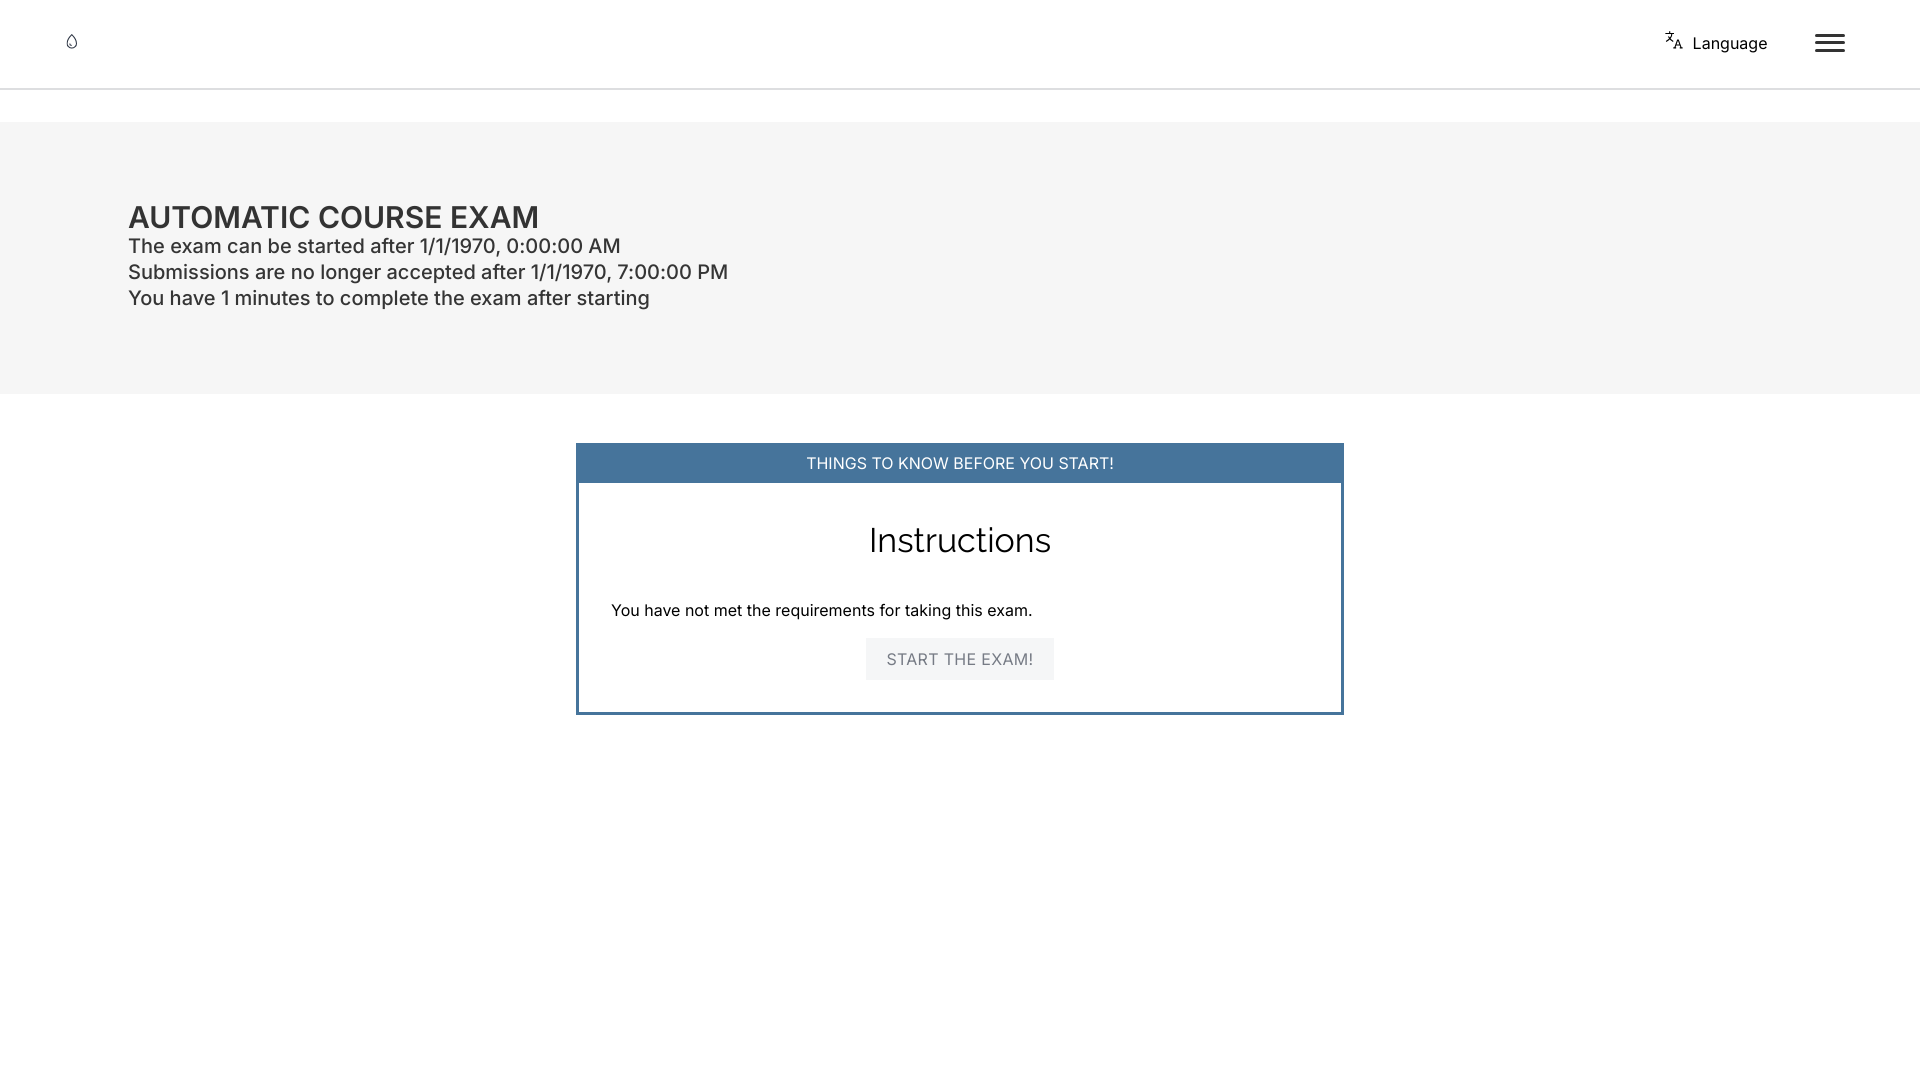 Language
AUTOMATIC COURSE EXAM
The exam can be started after 1/1/1970, 0:00:00 AM
Submissions are no longer accepted after 1/1/1970, 7:00:00 PM
You have 1 minutes to complete the exam after starting
THINGS TO KNOW BEFORE YOU START!
Instructions
You have not met the requirements for taking this exam.
START THE EXAM!